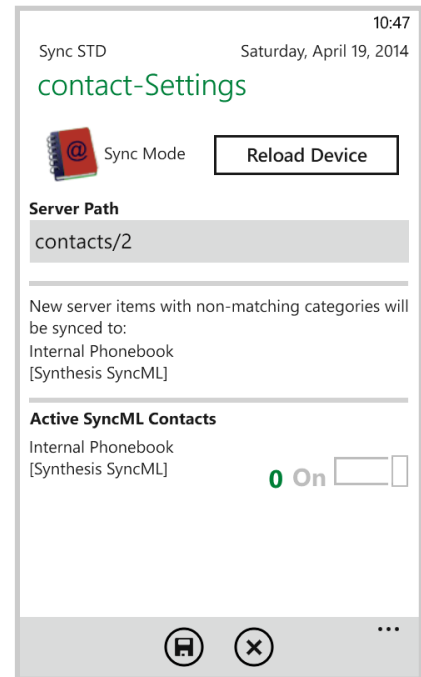 10:47
Sync STD Saturday, April 19, 2014
contact-Settings
@ Sync Mode Reload Device
Server Path
contacts/2
New server items with non-matching categories will
be synced to:
Internal Phonebook
[Synthesis SyncML]
Active SyncML Contacts
Internal Phonebook
[Synthesis SyncML]
0 On
...